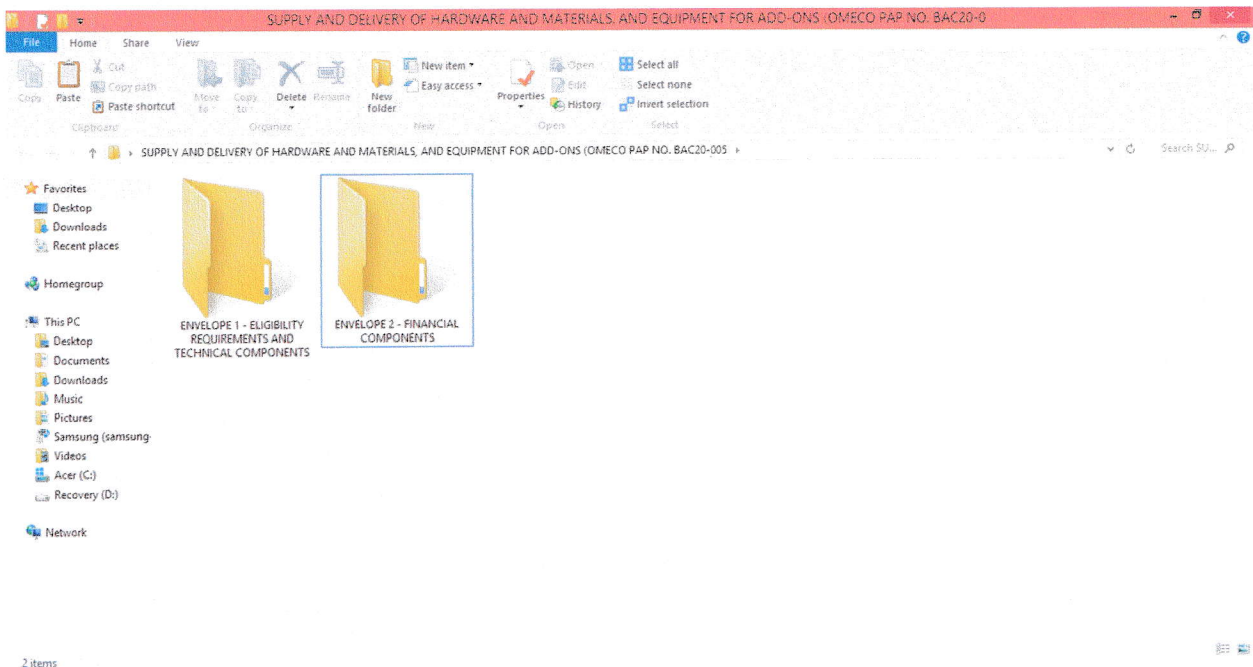 SUPPLY AND DELIVERY OF HARDWARE AND MATERIALS, AND EQUIPMENT FOR ADD-ONS (OMECO PAP NO. BAC20-0
File Home Share View
Copy
Paste
Cut
Copy path
Paste shortcut
Clipboard
Move to
Copy to
Delete
Rename
Organize
New folder
New item
Easy access
New
Properties
Open
Edit
History
Open
Select all
Select none
Invert selection
Select
SUPPLY AND DELIVERY OF HARDWARE AND MATERIALS, AND EQUIPMENT FOR ADD-ONS (OMECO PAP NO. BAC20-005
Search SU...
Favorites
Desktop
Downloads
Recent places
Homegroup
This PC
Desktop
Documents
Downloads
Music
Pictures
Samsung (samsung-
Videos
Acer (C:)
Recovery (D:)
Network
ENVELOPE 1 - ELIGIBILITY
REQUIREMENTS AND
TECHNICAL COMPONENTS
ENVELOPE 2 - FINANCIAL
COMPONENTS
2 items